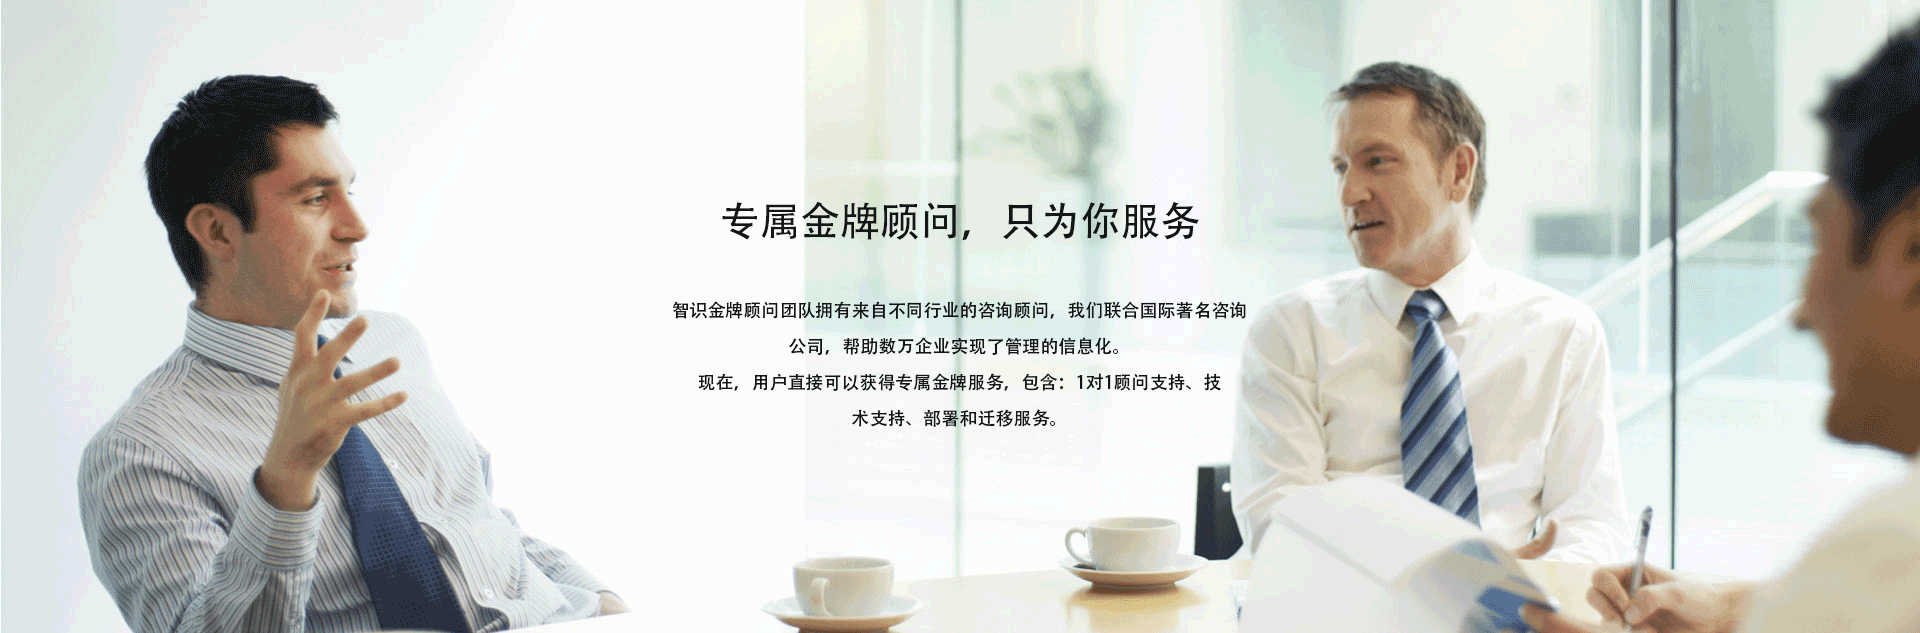 专属金牌顾问，只为你服务
智识金牌顾问团队拥有来自不同行业的咨询顾问，我们联合国际著名咨询
公司，帮助数万企业实现了管理的信息化。
现在，用户直接可以获得专属金牌服务，包含：1对1顾问支持、技
术支持、部署和迁移服务。